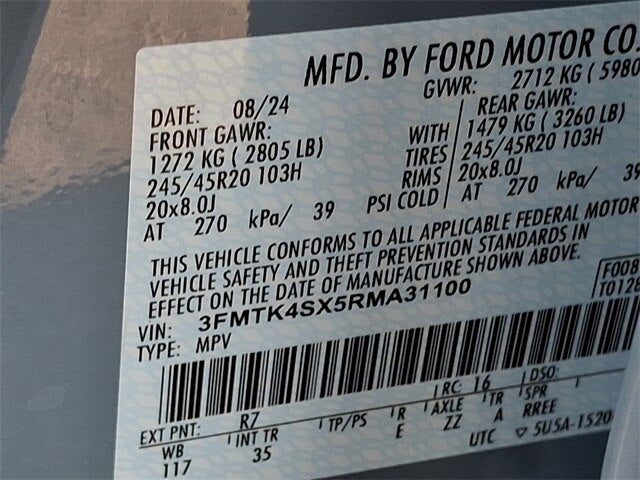 MFD. BY FORD MOTOR CO.
DATE: 08/24 GVWR: 2712 KG ( 5980
FRONT GAWR: REAR GAWR:
1272 KG ( 2805 LB) WITH 1479 KG ( 3260 LB)
245/45R20 103H TIRES 245/45R20 103H
20x8.0J RIMS 20x8.0J
AT 270 kPa/ 39 PSI COLD AT 270 kPa/ 39
THIS VEHICLE CONFORMS TO ALL APPLICABLE FEDERAL MOTOR
VEHICLE SAFETY AND THEFT PREVENTION STANDARDS IN
EFFECT ON THE DATE OF MANUFACTURE SHOWN ABOVE.
VIN: 3FMTK4SX5RMA31100 F008
TYPE: MPV T0128
EXT PNT: R7 RC: 16 DSO:
WB INT TR TP/PS R AXLE TR SPR
117 35 E ZZ A RREE
UTC 5U5A-1520